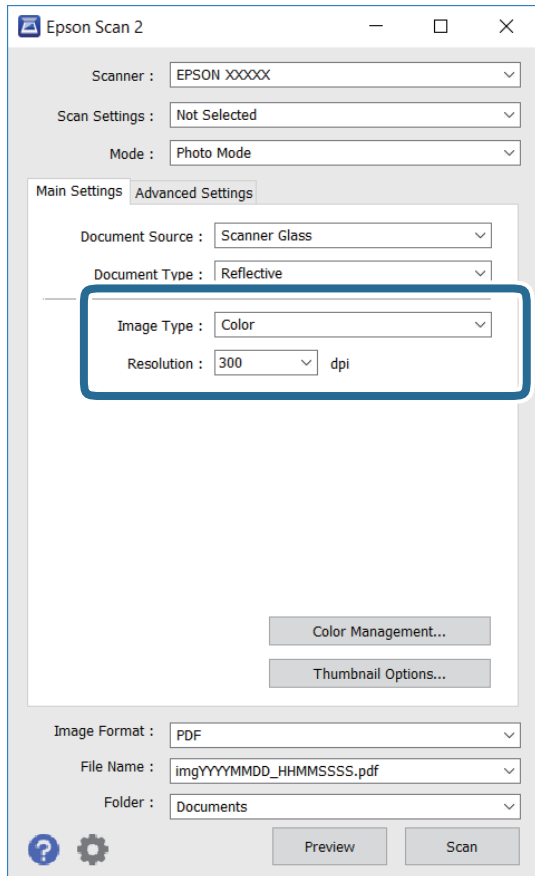 Epson Scan 2
Scanner : EPSON XXXXX
Scan Settings : Not Selected
Mode : Photo Mode
Main Settings Advanced Settings
Document Source : Scanner Glass
Document Type : Reflective
Image Type : Color
Resolution : 300 dpi
Color Management...
Thumbnail Options...
Image Format : PDF
File Name : imgYYYYMMDD_HHMMSSSS.pdf
Folder : Documents
? Preview Scan